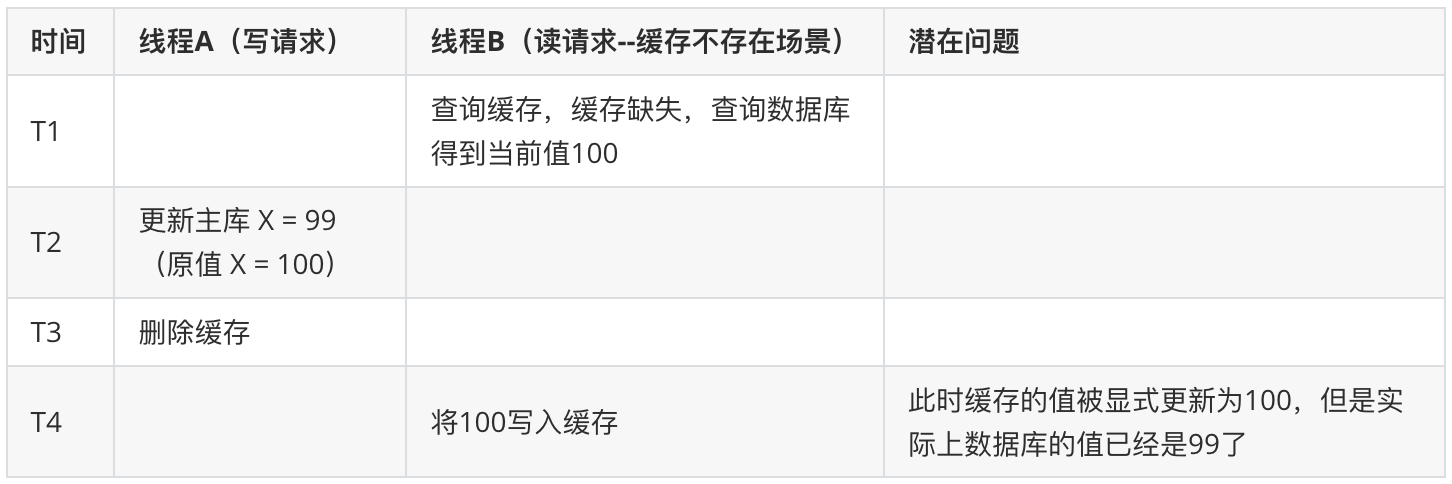 时间 线程A（写请求） 线程B（读请求--缓存不存在场景） 潜在问题
T1 查询缓存，缓存缺失，查询数据库
得到当前值100
T2 更新主库 X = 99
（原值 X = 100）
T3 删除缓存
T4 将100写入缓存 此时缓存的值被显式更新为100，但是实
际上数据库的值已经是99了